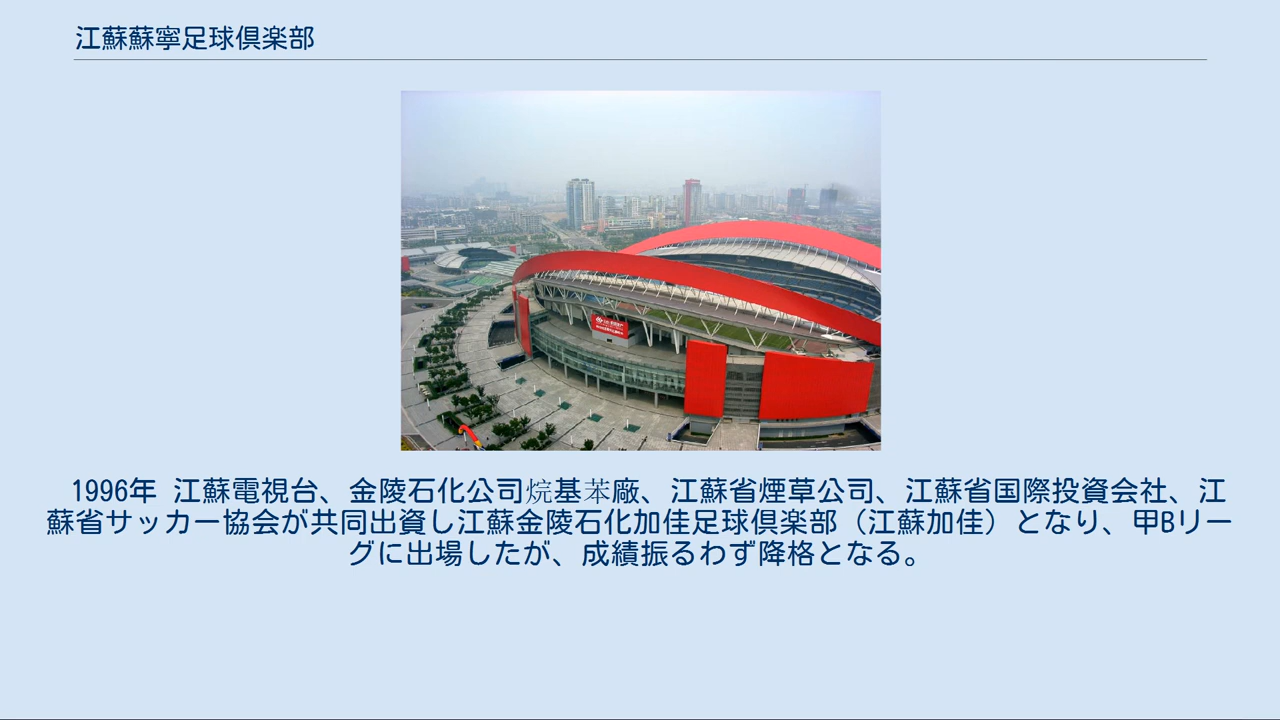 江蘇蘇寧足球倶楽部
1996年 江蘇電視台、金陵石化公司烷基苯廠、江蘇省煙草公司、江蘇省国際投資会社、江
蘇省サッカー協会が共同出資し江蘇金陵石化加佳足球倶楽部（江蘇加佳）となり、甲Bリー
グに出場したが、成績振るわず降格となる。